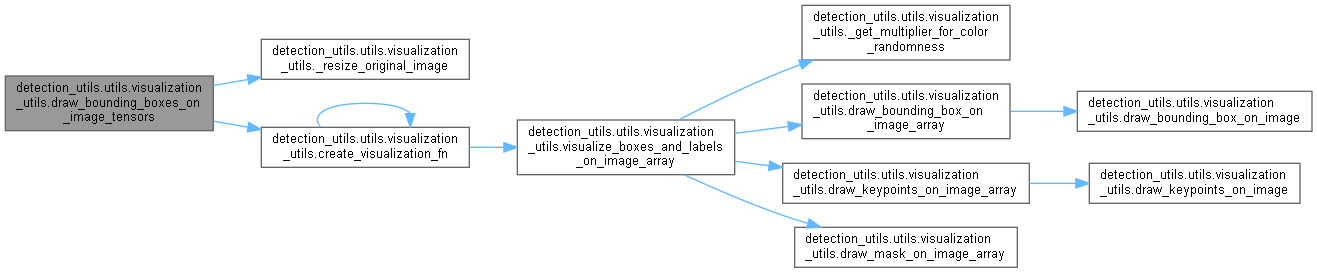 detection_utils.utils.visualization
_utils.draw_bounding_boxes_on
_image_tensors
detection_utils.utils.visualization
_utils._resize_original_image
detection_utils.utils.visualization
_utils.create_visualization_fn
detection_utils.utils.visualization
_utils.visualize_boxes_and_labels
_on_image_array
detection_utils.utils.visualization
_utils._get_multiplier_for_color
_randomness
detection_utils.utils.visualization
_utils.draw_bounding_box_on
_image_array
detection_utils.utils.visualization
_utils.draw_bounding_box_on_image
detection_utils.utils.visualization
_utils.draw_keypoints_on_image_array
detection_utils.utils.visualization
_utils.draw_keypoints_on_image
detection_utils.utils.visualization
_utils.draw_mask_on_image_array